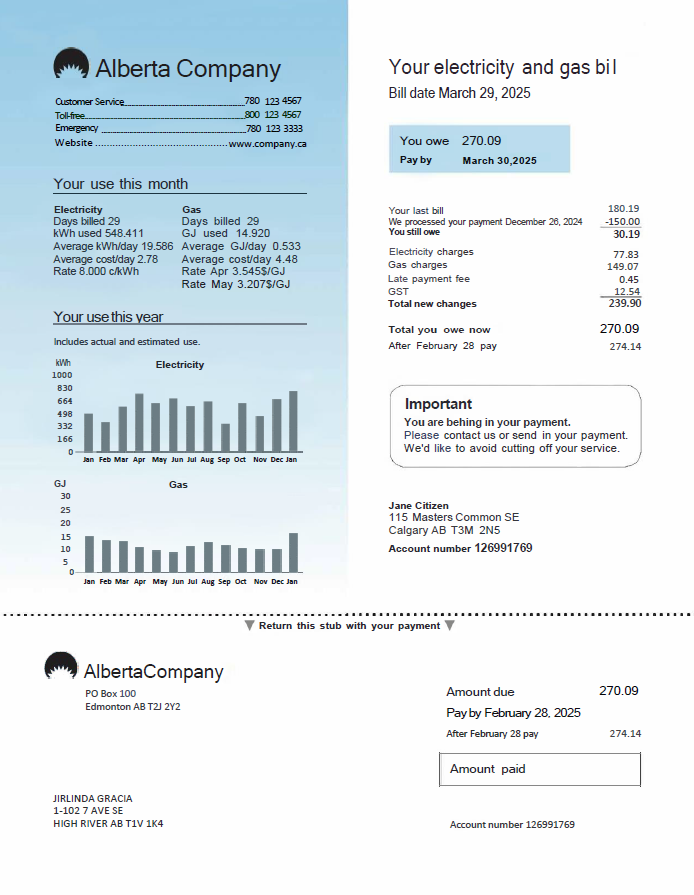 Alberta Company
Customer Service 780 123 4567
Toll-free 800 123 4567
Emergency 780 123 3333
Website www.company.ca
Your use this month
Electricity
Days billed 29
kWh used 548.411
Average kWh/day 19.586
Average cost/day 2.78
Rate 8.000 c/kWh
Gas
Days billed 29
GJ used 14.920
Average GJ/day 0.533
Average cost/day 4.48
Rate Apr 3.545$/GJ
Rate May 3.207$/GJ
Your use this year
Includes actual and estimated use.
kWh
Electricity
1000
830
664
498
332
166
0
Jan Feb Mar Apr May Jun Jul Aug Sep Oct Nov Dec Jan
GJ
Gas
30
25
20
15
10
5
0
Jan Feb Mar Apr May Jun Jul Aug Sep Oct Nov Dec Jan
Your electricity and gas bil
Bill date March 29, 2025
You owe 270.09
Pay by March 30,2025
Your last bill 180.19
We processed your payment December 26, 2024 -150.00
You still owe 30.19
Electricity charges 77.83
Gas charges 149.07
Late payment fee 0.45
GST 12.54
Total new charges 239.90
Total you owe now 270.09
After February 28 pay 274.14
Important
You are behing in your payment.
Please contact us or send in your payment.
We'd like to avoid cutting off your service.
Jane Citizen
115 Masters Common SE
Calgary AB T3M 2N5
Account number 126991769
Return this stub with your payment
AlbertaCompany
PO Box 100
Edmonton AB T2J 2Y2
JIRLINDA GRACIA
1-102 7 AVE SE
HIGH RIVER AB T1V 1K4
Amount due 270.09
Pay by February 28, 2025
After February 28 pay 274.14
Amount paid
Account number 126991769